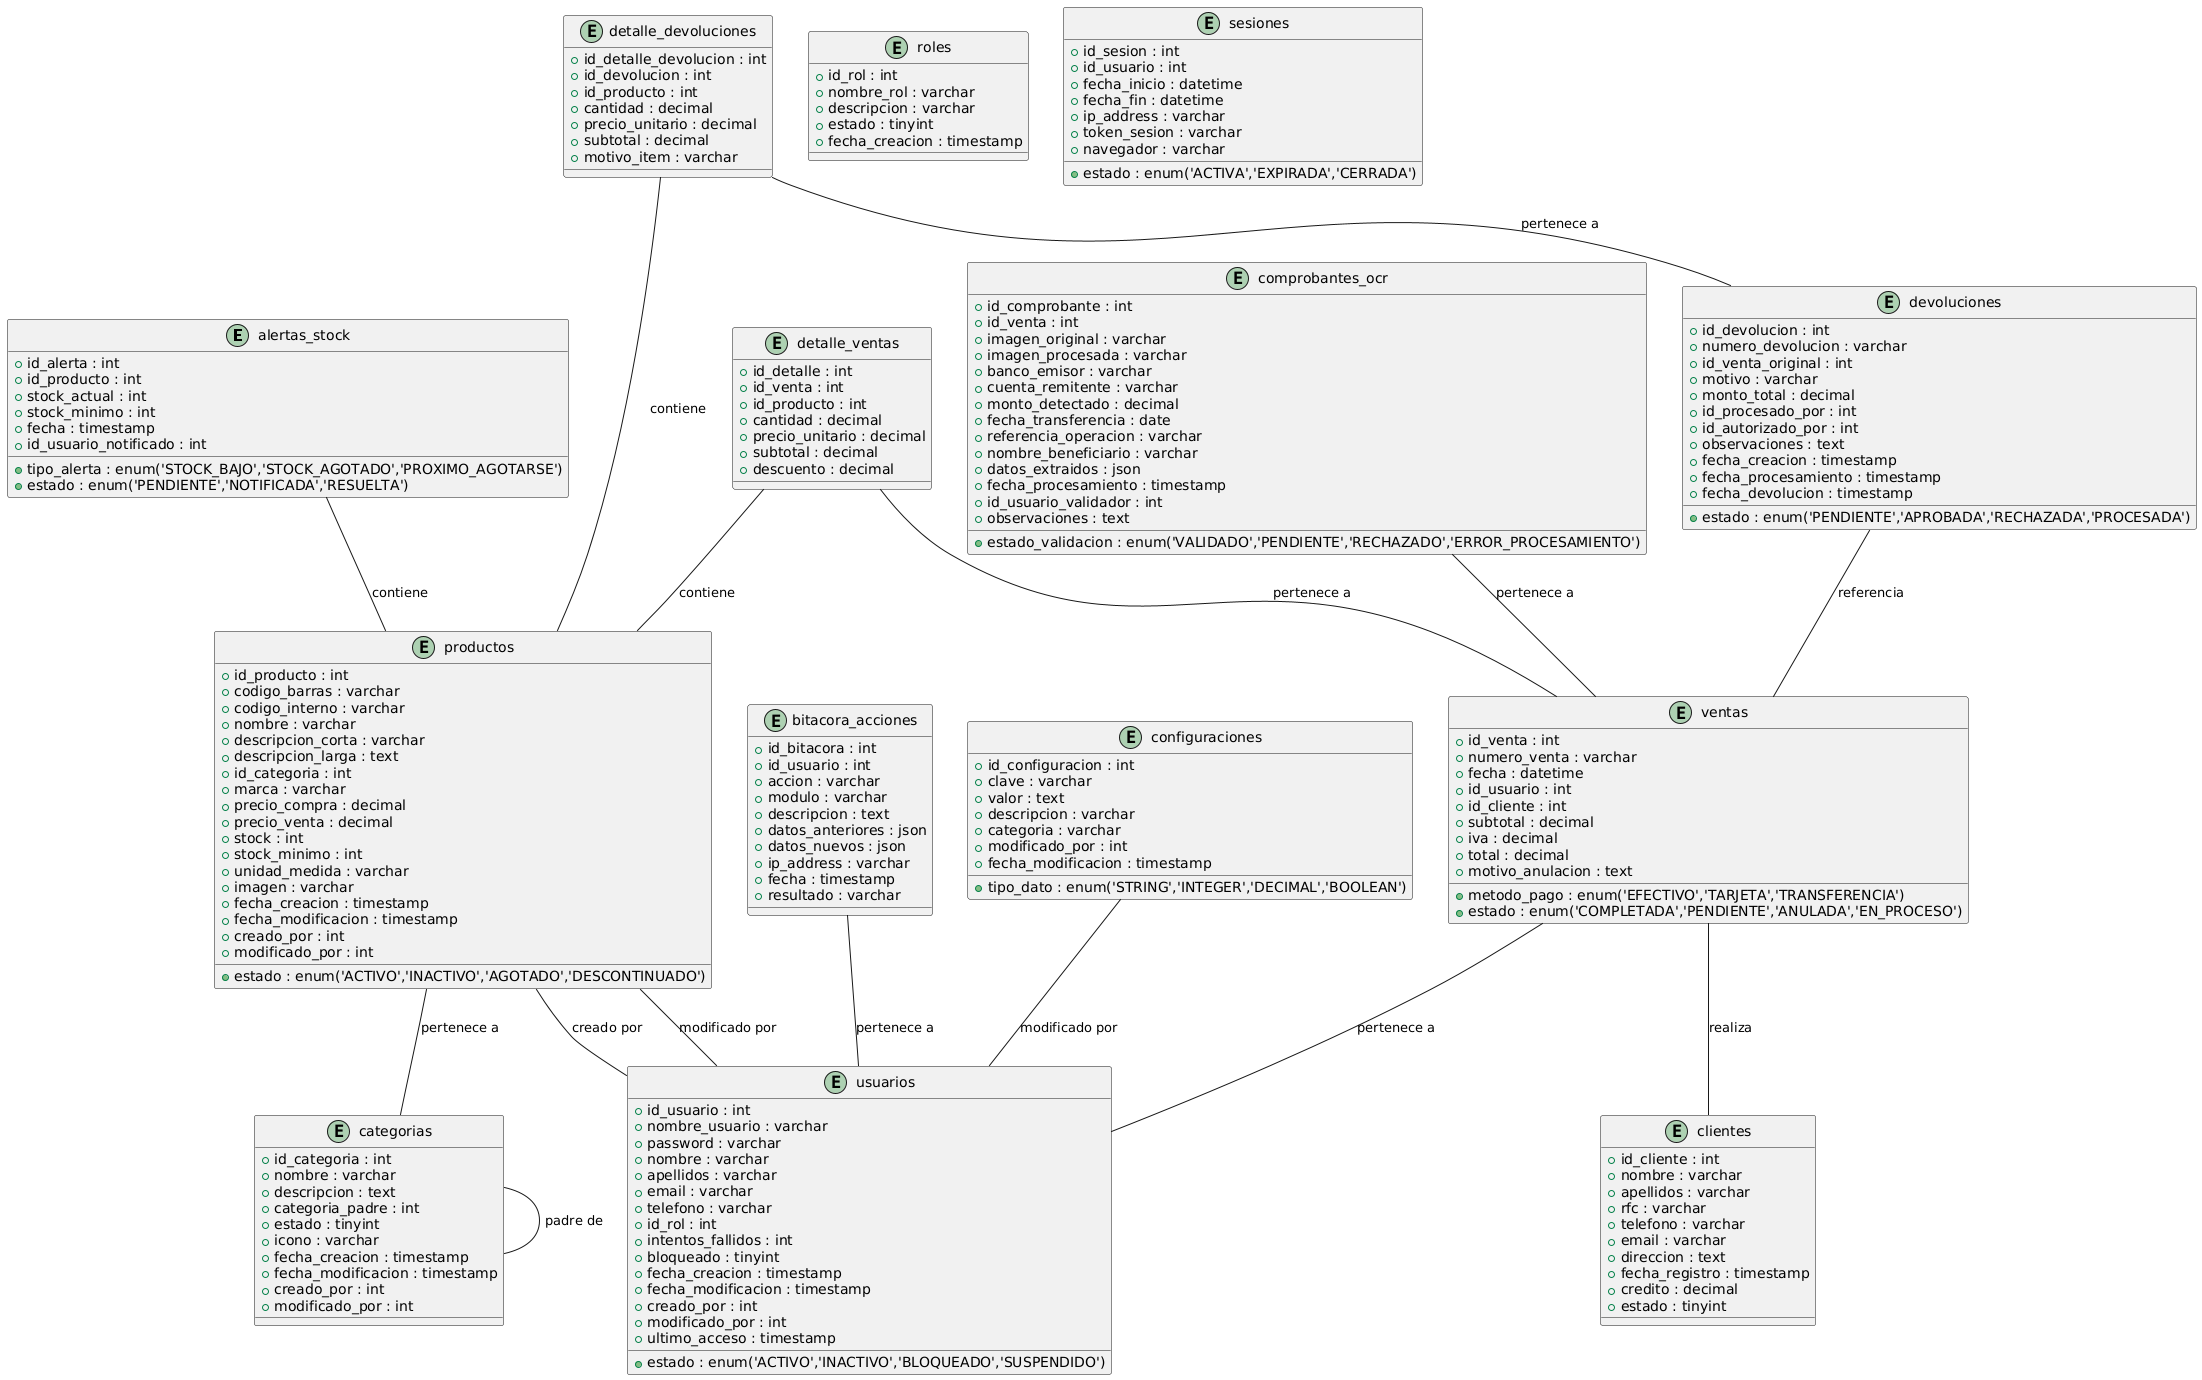 E detalle_devoluciones
id_detalle_devolucion : int
id_devolucion : int
id_producto : int
cantidad : decimal
precio_unitario : decimal
subtotal : decimal
motivo_item : varchar
E roles
id_rol : int
nombre_rol : varchar
descripcion : varchar
estado : tinyint
fecha_creacion : timestamp
E sesiones
id_sesion : int
id_usuario : int
fecha_inicio : datetime
fecha_fin : datetime
ip_address : varchar
token_sesion : varchar
navegador : varchar
estado : enum('ACTIVA','EXPIRADA','CERRADA')
pertenece a
E alertas_stock
id_alerta : int
id_producto : int
stock_actual : int
stock_minimo : int
fecha : timestamp
id_usuario_notificado : int
tipo_alerta : enum('STOCK_BAJO','STOCK_AGOTADO','PROXIMO_AGOTARSE')
estado : enum('PENDIENTE','NOTIFICADA','RESUELTA')
contiene
E detalle_ventas
id_detalle : int
id_venta : int
id_producto : int
cantidad : decimal
precio_unitario : decimal
subtotal : decimal
descuento : decimal
E comprobantes_ocr
id_comprobante : int
id_venta : int
imagen_original : varchar
imagen_procesada : varchar
banco_emisor : varchar
cuenta_remitente : varchar
monto_detectado : decimal
fecha_transferencia : date
referencia_operacion : varchar
nombre_beneficiario : varchar
datos_extraidos : json
fecha_procesamiento : timestamp
id_usuario_validador : int
observaciones : text
estado_validacion : enum('VALIDADO','PENDIENTE','RECHAZADO','ERROR_PROCESAMIENTO')
E devoluciones
id_devolucion : int
numero_devolucion : varchar
id_venta_original : int
motivo : varchar
monto_total : decimal
id_procesado_por : int
id_autorizado_por : int
observaciones : text
fecha_creacion : timestamp
fecha_procesamiento : timestamp
fecha_devolucion : timestamp
estado : enum('PENDIENTE','APROBADA','RECHAZADA','PROCESADA')
contiene
contiene
pertenece a
pertenece a
referencia
E productos
id_producto : int
codigo_barras : varchar
codigo_interno : varchar
nombre : varchar
descripcion_corta : varchar
descripcion_larga : text
id_categoria : int
marca : varchar
precio_compra : decimal
precio_venta : decimal
stock : int
stock_minimo : int
unidad_medida : varchar
imagen : varchar
fecha_creacion : timestamp
fecha_modificacion : timestamp
creado_por : int
modificado_por : int
estado : enum('ACTIVO','INACTIVO','AGOTADO','DESCONTINUADO')
E bitacora_acciones
id_bitacora : int
id_usuario : int
accion : varchar
modulo : varchar
descripcion : text
datos_anteriores : json
datos_nuevos : json
ip_address : varchar
fecha : timestamp
resultado : varchar
E configuraciones
id_configuracion : int
clave : varchar
valor : text
descripcion : varchar
categoria : varchar
modificado_por : int
fecha_modificacion : timestamp
tipo_dato : enum('STRING','INTEGER','DECIMAL','BOOLEAN')
E ventas
id_venta : int
numero_venta : varchar
fecha : datetime
id_usuario : int
id_cliente : int
subtotal : decimal
iva : decimal
total : decimal
motivo_anulacion : text
metodo_pago : enum('EFECTIVO','TARJETA','TRANSFERENCIA')
estado : enum('COMPLETADA','PENDIENTE','ANULADA','EN_PROCESO')
pertenece a
creado por
modificado por
pertenece a
modificado por
pertenece a
realiza
E categorias
id_categoria : int
nombre : varchar
descripcion : text
categoria_padre : int
estado : tinyint
icono : varchar
fecha_creacion : timestamp
fecha_modificacion : timestamp
creado_por : int
modificado_por : int
padre de
E usuarios
id_usuario : int
nombre_usuario : varchar
password : varchar
nombre : varchar
apellidos : varchar
email : varchar
telefono : varchar
id_rol : int
intentos_fallidos : int
bloqueado : tinyint
fecha_creacion : timestamp
fecha_modificacion : timestamp
creado_por : int
modificado_por : int
ultimo_acceso : timestamp
estado : enum('ACTIVO','INACTIVO','BLOQUEADO','SUSPENDIDO')
E clientes
id_cliente : int
nombre : varchar
apellidos : varchar
rfc : varchar
telefono : varchar
email : varchar
direccion : text
fecha_registro : timestamp
credito : decimal
estado : tinyint